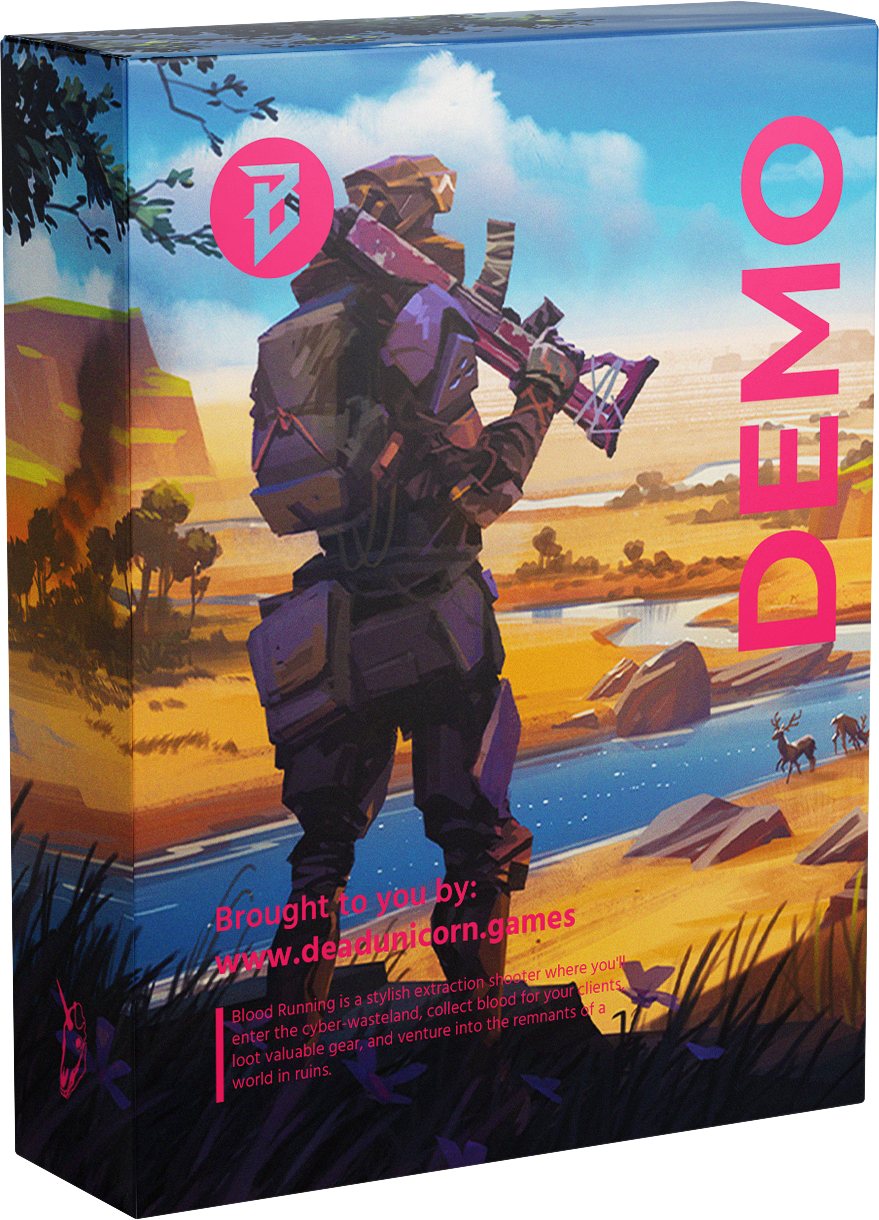 DEMO
Brought to you by:
www.deadunicorn.games
Blood Running is a stylish extraction shooter where you'll
enter the cyber-wasteland, collect blood for your clients,
loot valuable gear, and venture into the remnants of a
world in ruins.